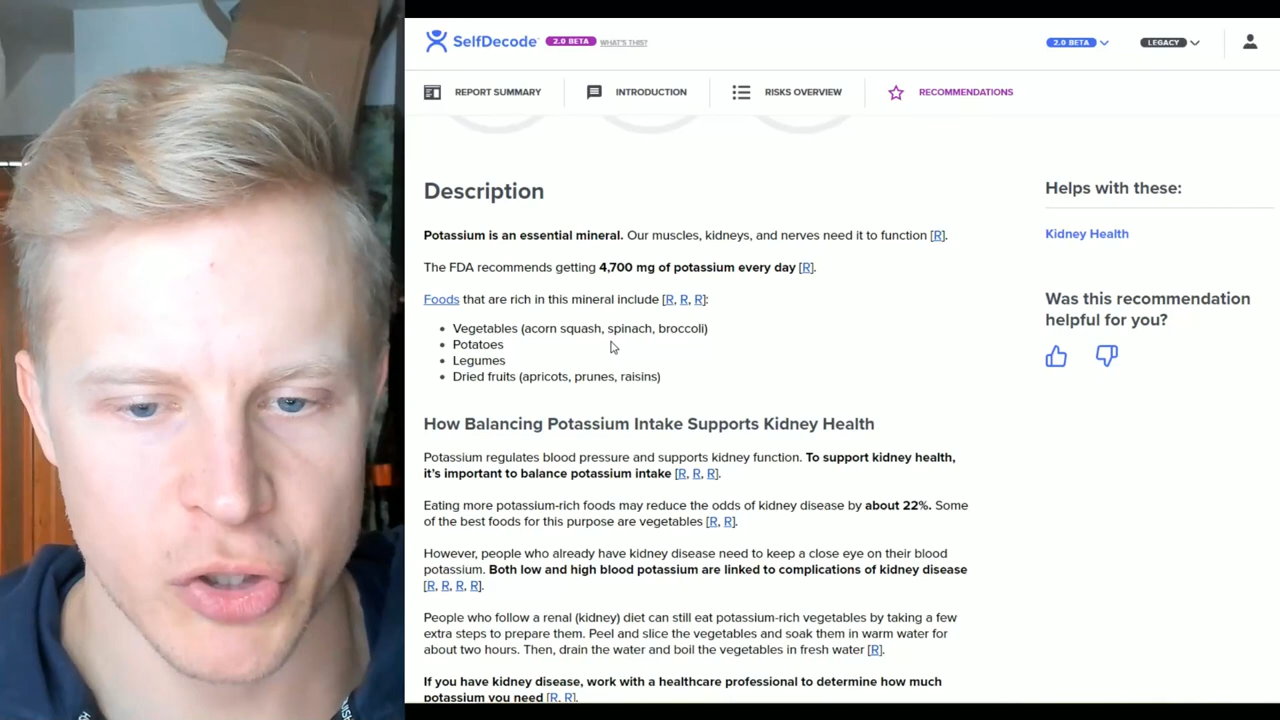 SelfDecode 2.0 BETA WHAT'S THIS?
2.0 BETA LEGACY
REPORT SUMMARY INTRODUCTION RISKS OVERVIEW RECOMMENDATIONS
Description
Potassium is an essential mineral. Our muscles, kidneys, and nerves need it to function [R].
The FDA recommends getting 4,700 mg of potassium every day [R].
Foods that are rich in this mineral include [R, R, R]:
• Vegetables (acorn squash, spinach, broccoli)
• Potatoes
• Legumes
• Dried fruits (apricots, prunes, raisins)
How Balancing Potassium Intake Supports Kidney Health
Potassium regulates blood pressure and supports kidney function. To support kidney health,
it's important to balance potassium intake [R, R, R].
Eating more potassium-rich foods may reduce the odds of kidney disease by about 22%. Some
of the best foods for this purpose are vegetables [R, R].
However, people who already have kidney disease need to keep a close eye on their blood
potassium. Both low and high blood potassium are linked to complications of kidney disease
[R, R, R, R].
People who follow a renal (kidney) diet can still eat potassium-rich vegetables by taking a few
extra steps to prepare them. Peel and slice the vegetables and soak them in warm water for
about two hours. Then, drain the water and boil the vegetables in fresh water [R].
If you have kidney disease, work with a healthcare professional to determine how much
potassium you need [R, R].
Helps with these:
Kidney Health
Was this recommendation
helpful for you?